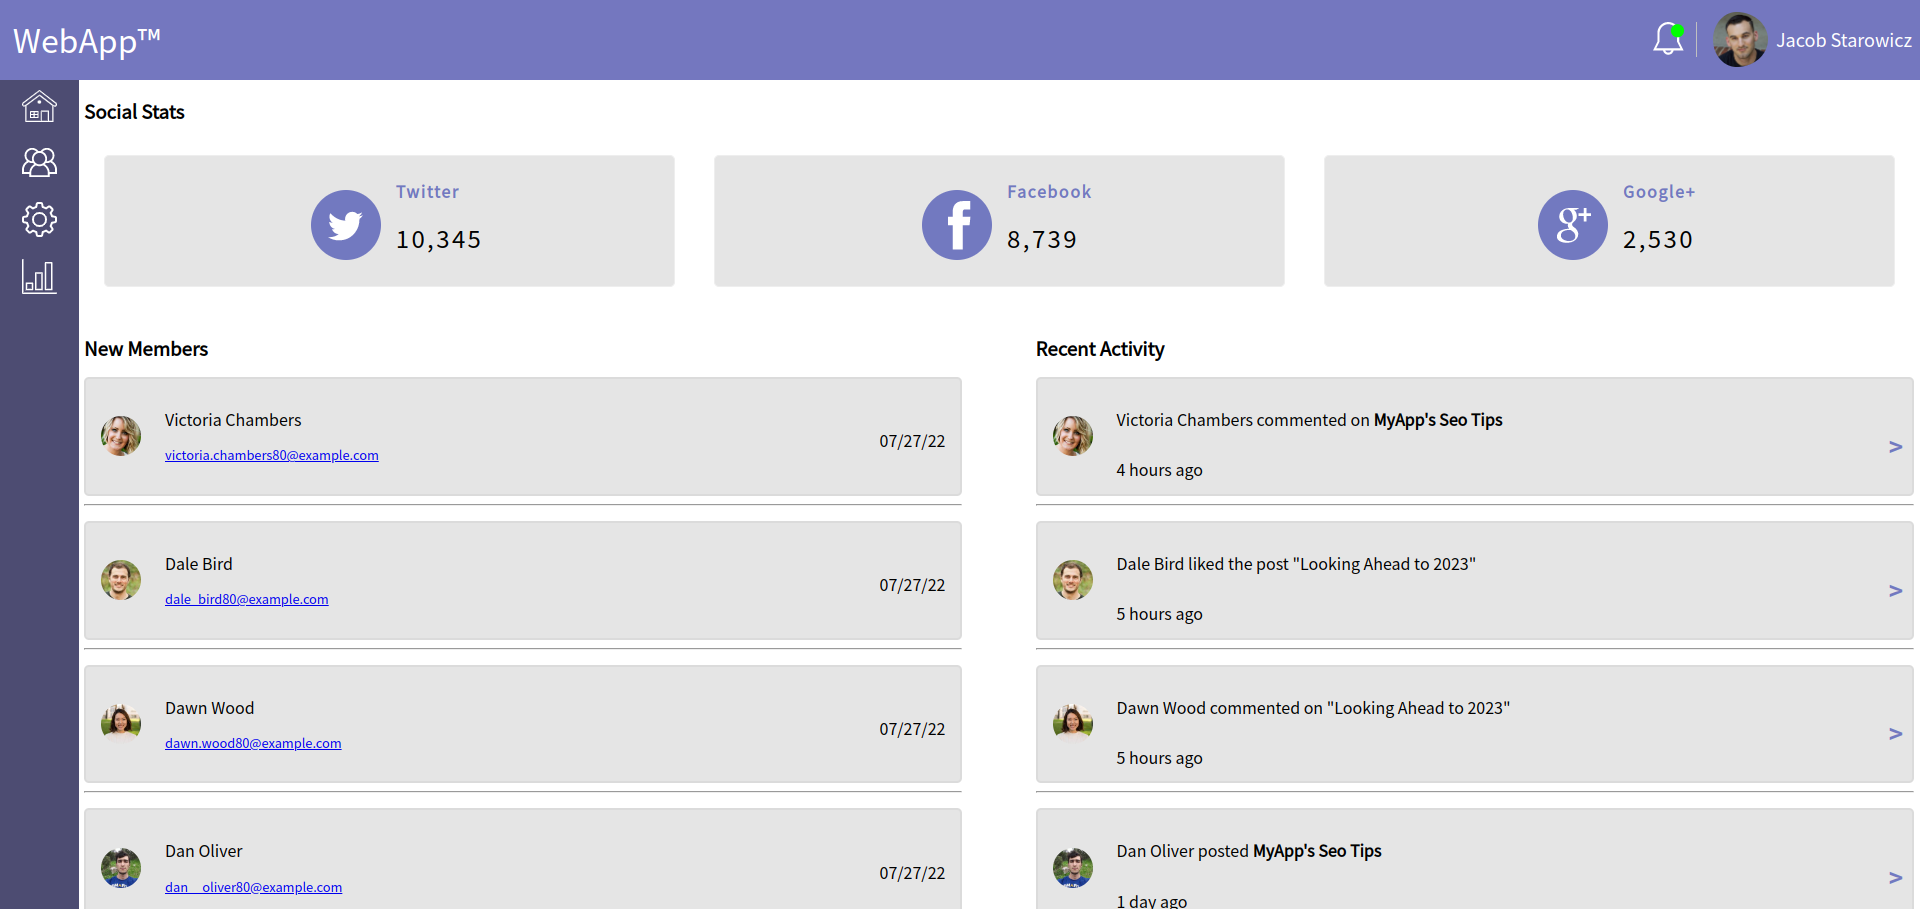 WebApp™
Jacob Starowicz
Social Stats
Twitter
10,345
Facebook
8,739
Google+
2,530
New Members
Victoria Chambers
victoria.chambers80@example.com
07/27/22
Dale Bird
dale_bird80@example.com
07/27/22
Dawn Wood
dawn.wood80@example.com
07/27/22
Dan Oliver
dan__oliver80@example.com
07/27/22
Recent Activity
Victoria Chambers commented on MyApp's Seo Tips
4 hours ago
>
Dale Bird liked the post "Looking Ahead to 2023"
5 hours ago
>
Dawn Wood commented on "Looking Ahead to 2023"
5 hours ago
>
Dan Oliver posted MyApp's Seo Tips
1 day ago
>